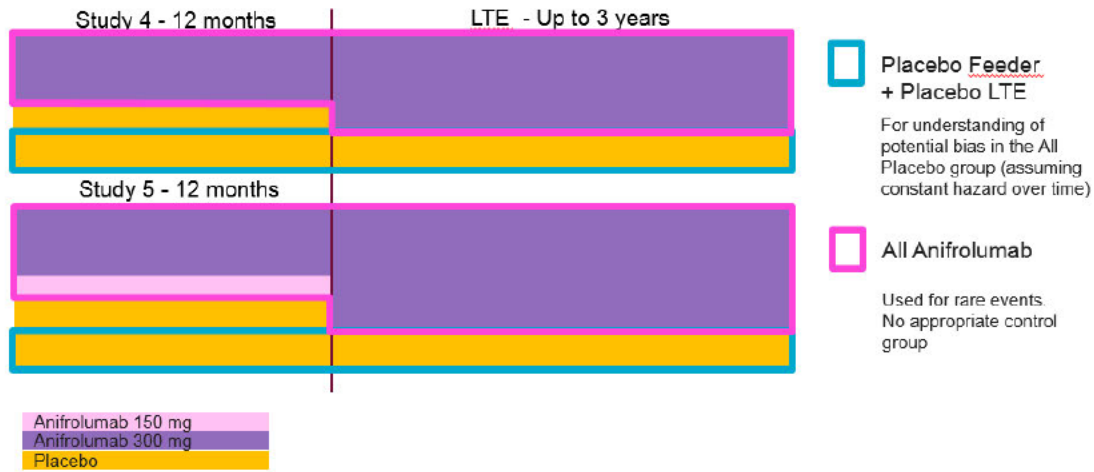 Study 4 - 12 months
LTE - Up to 3 years
Placebo Feeder
+ Placebo LTE
For understanding of
potential bias in the All
Placebo group (assuming
constant hazard over time)
Study 5 - 12 months
All Anifrolumab
Used for rare events.
No appropriate control
group
Anifrolumab 150 mg
Anifrolumab 300 mg
Placebo